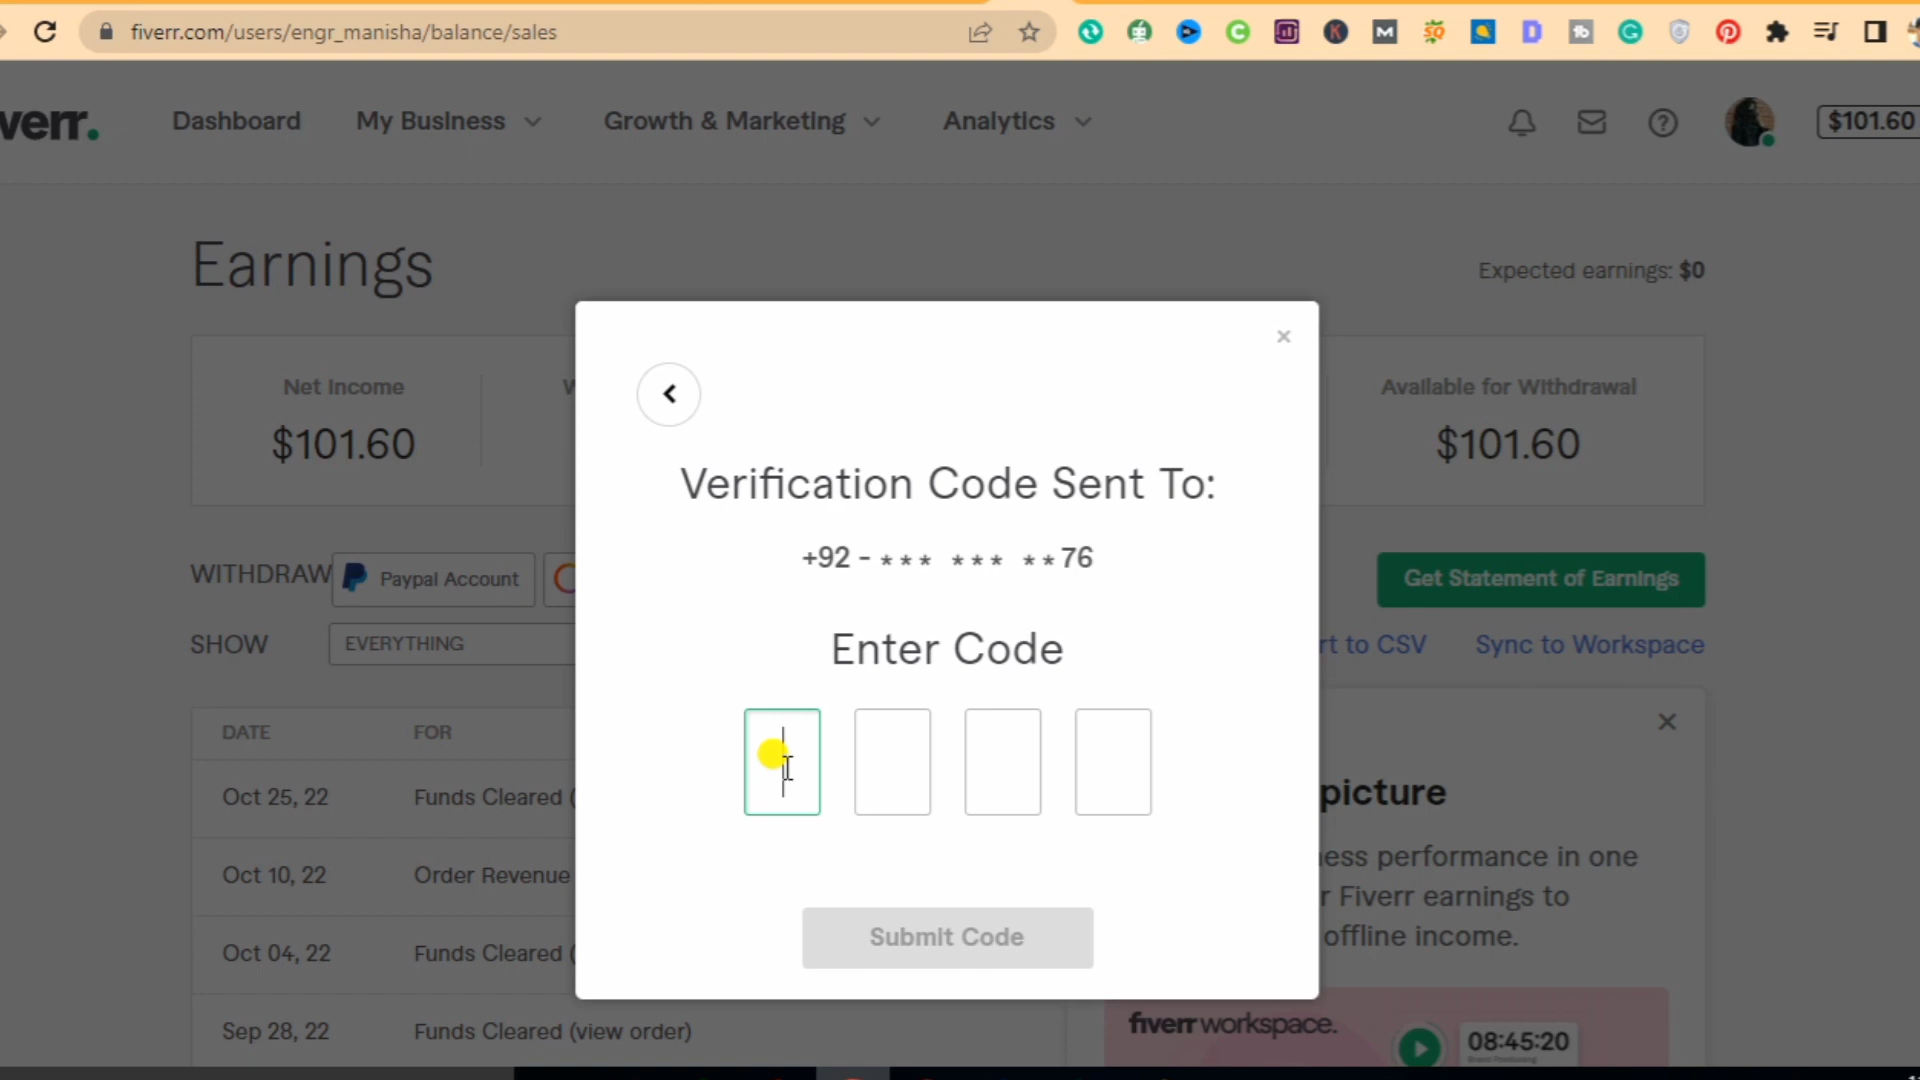 fiverr.com/users/engr_manisha/balance/sales
verr.
Dashboard My Business Growth & Marketing Analytics $101.60
Earnings
Expected earnings: $0
Net Income
Available for Withdrawal
$101.60
$101.60
Verification Code Sent To:
+92 - *** *** **76
WITHDRAW Paypal Account
Get Statement of Earnings
SHOW EVERYTHING
rt to CSV Sync to Workspace
Enter Code
DATE FOR
Oct 25, 22 Funds Cleared (
picture
ness performance in one
Oct 10, 22 Order Revenue
r Fiverr earnings to
Submit Code
offline income.
Oct 04, 22 Funds Cleared (
Sep 28, 22 Funds Cleared (view order)
fiverr workspace.
08:45:20